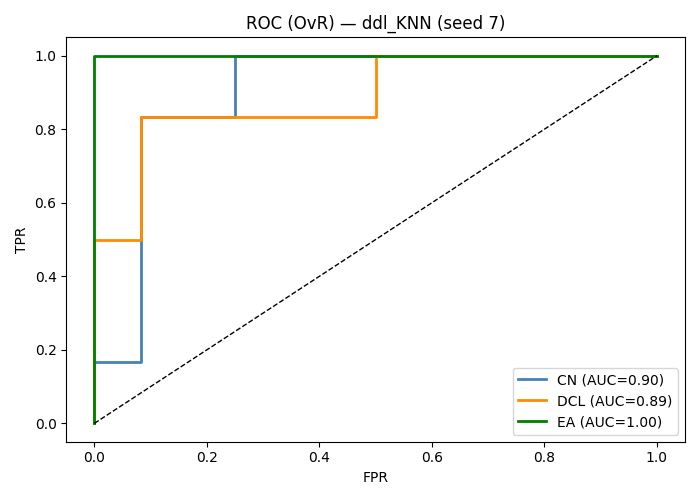 ROC (OvR) — ddl_KNN (seed 7)
1.0
0.8
0.6
0.4
0.2
0.0
TPR
0.0 0.2 0.4 0.6 0.8 1.0
FPR
CN (AUC=0.90)
DCL (AUC=0.89)
EA (AUC=1.00)